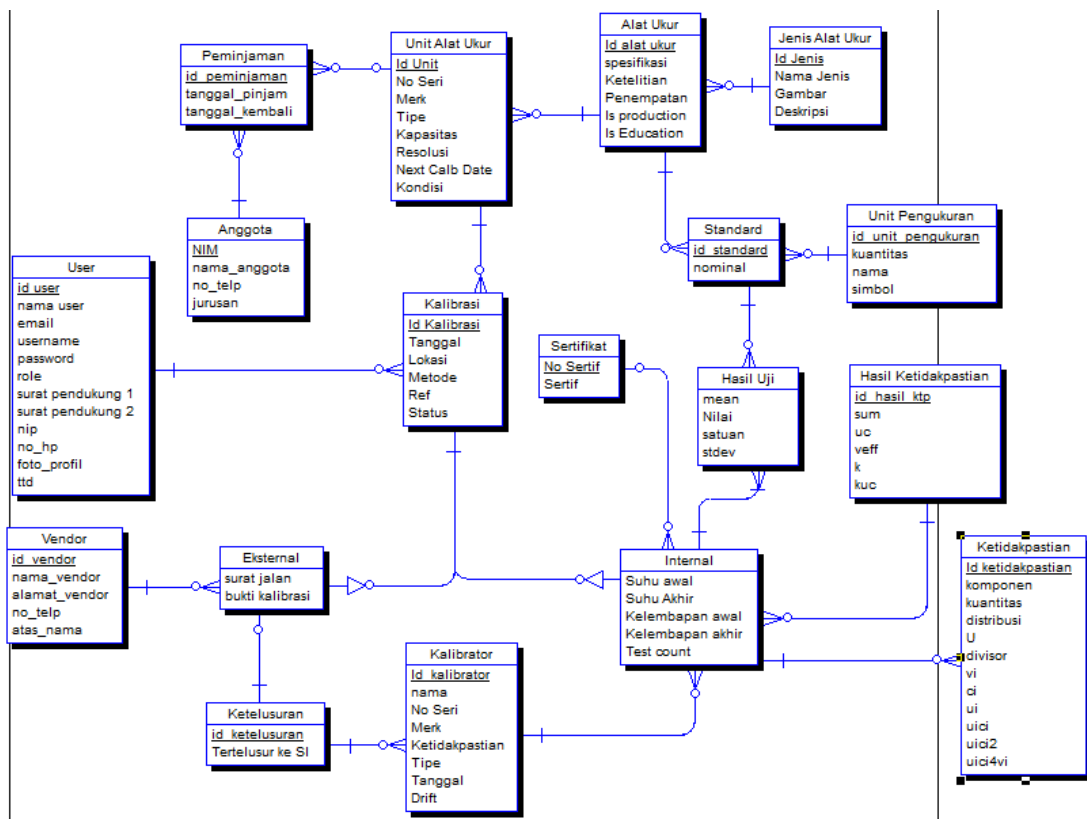 Peminjaman
id_peminjaman
tanggal_pinjam
tanggal_kembali
Unit Alat Ukur
Id Unit
No Seri
Merk
Tipe
Kapasitas
Resolusi
Next Calb Date
Kondisi
Alat Ukur
Id alat ukur
spesifikasi
Ketelitian
Penempatan
Is production
Is Education
Jenis Alat Ukur
Id Jenis
Nama Jenis
Gambar
Deskripsi
Anggota
NIM
nama_anggota
no_telp
jurusan
Standard
id_standard
nominal
Unit Pengukuran
id_unit_pengukuran
kuantitas
nama
simbol
User
id user
nama user
email
username
password
role
surat pendukung 1
surat pendukung 2
nip
no_hp
foto_profil
ttd
Kalibrasi
Id Kalibrasi
Tanggal
Lokasi
Metode
Ref
Status
Sertifikat
No Sertif
Sertif
Hasil Uji
mean
Nilai
satuan
stdev
Hasil Ketidakpastian
id_hasil_ktp
sum
uc
veff
k
kuc
Vendor
id_vendor
nama_vendor
alamat_vendor
no_telp
atas_nama
Eksternal
surat jalan
bukti kalibrasi
Internal
Suhu awal
Suhu Akhir
Kelembapan awal
Kelembapan akhir
Test count
Ketidakpastian
Id ketidakpastian
komponen
kuantitas
distribusi
U
divisor
vi
ci
ui
uici
uici2
uici4vi
Ketelusuran
id_ketelusuran
Tertelusur ke SI
Kalibrator
Id_kalibrator
nama
No Seri
Merk
Ketidakpastian
Tipe
Tanggal
Drift